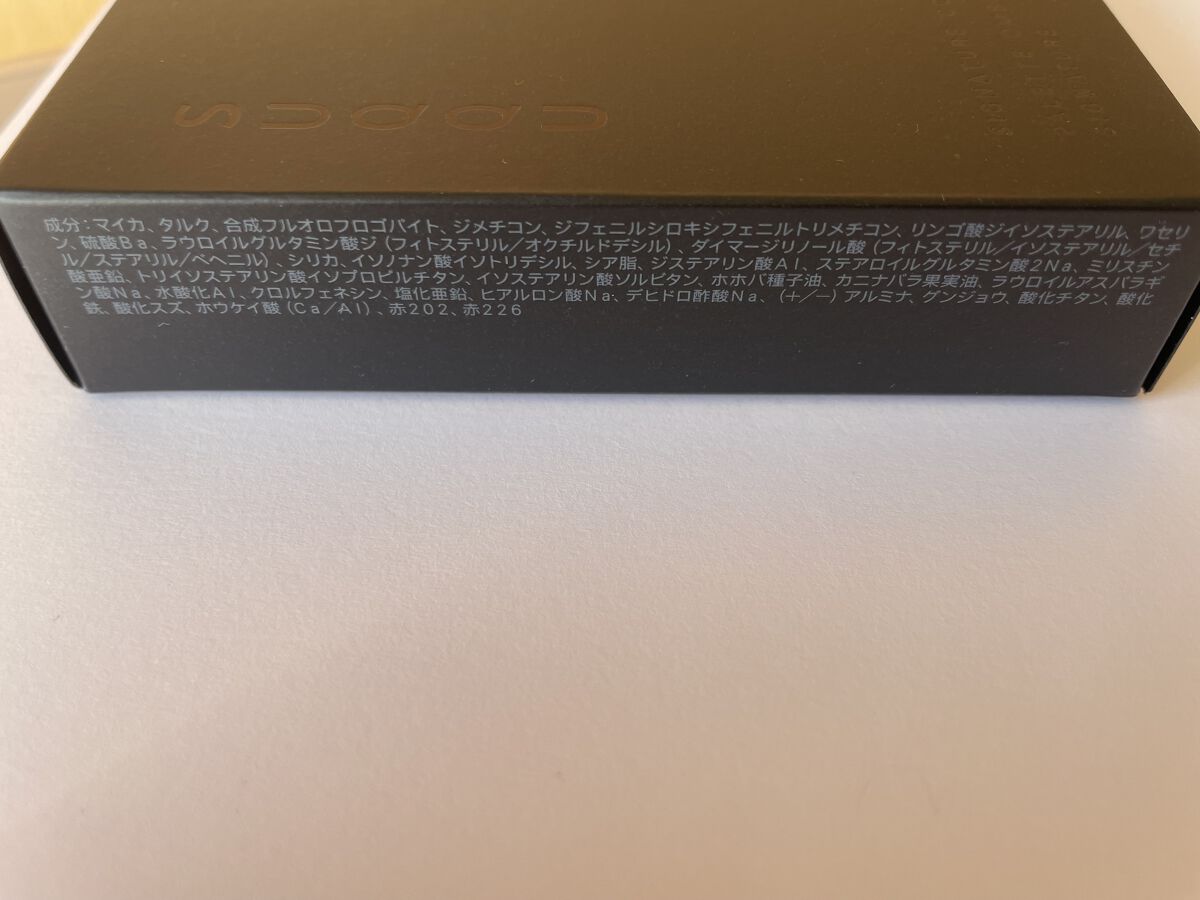 suqqu
成分：マイカ、タルク、合成フルオロフロゴパイト、ジメチコン、ジフェニルシロキシフェニルトリメチコン、リンゴ酸ジイソステアリル、ワセリ
ン、硫酸Ｂａ、ラウロイルグルタミン酸ジ（フィトステリル／オクチルドデシル）、ダイマージリノール酸（フィトステリル／イソステアリル／セチ
ル／ステアリル／ベヘニル）、シリカ、イソノナン酸イソトリデシル、シア脂、ジステアリン酸Ａｌ、ステアロイルグルタミン酸２Ｎａ、ミリスチン
酸亜鉛、トリイソステアリン酸イソプロピルチタン、イソステアリン酸ソルビタン、ホホバ種子油、カニナバラ果実油、ラウロイルアスパラギ
ン酸Ｎａ、水酸化Ａｌ、クロルフェネシン、塩化亜鉛、ヒアルロン酸Ｎａ、デヒドロ酢酸Ｎａ、（＋／－）アルミナ、グンジョウ、酸化チタン、酸化
鉄、酸化スズ、ホウケイ酸（Ｃａ／Ａｌ）、赤２０２、赤２２６